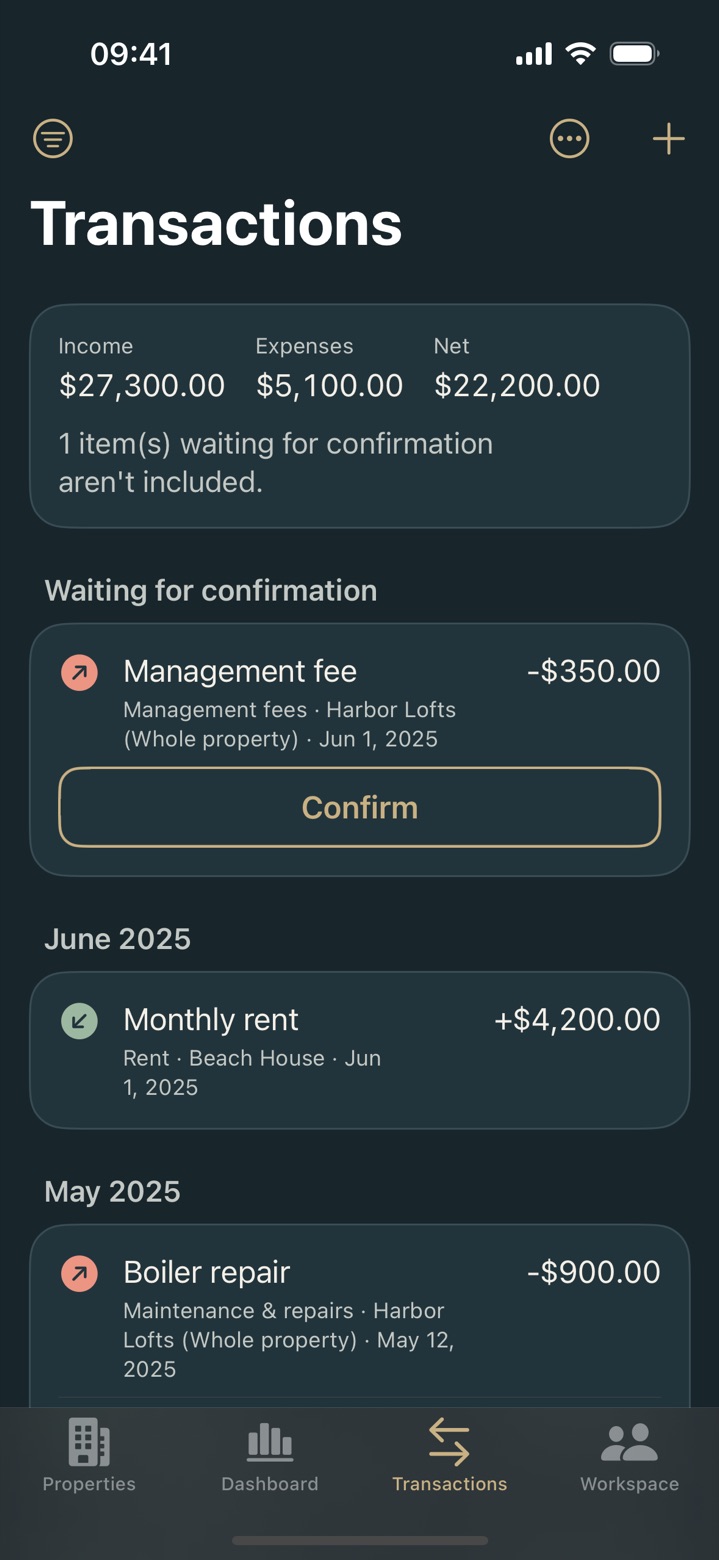 09:41
Transactions
Income Expenses Net
$27,300.00 $5,100.00 $22,200.00
1 item(s) waiting for confirmation
aren't included.
Waiting for confirmation
Management fee -$350.00
Management fees · Harbor Lofts
(Whole property) · Jun 1, 2025
Confirm
June 2025
Monthly rent +$4,200.00
Rent · Beach House · Jun
1, 2025
May 2025
Boiler repair -$900.00
Maintenance & repairs · Harbor
Lofts (Whole property) · May 12,
2025
Properties Dashboard Transactions Workspace